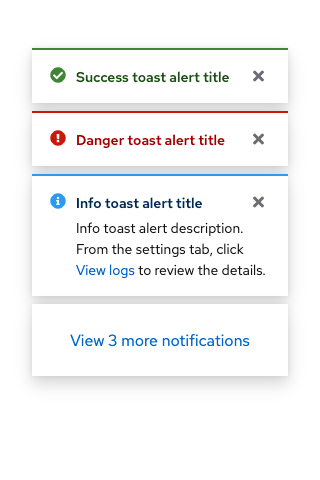 Success toast alert title
Danger toast alert title
Info toast alert title
Info toast alert description.
From the settings tab, click
View logs to review the details.
View 3 more notifications